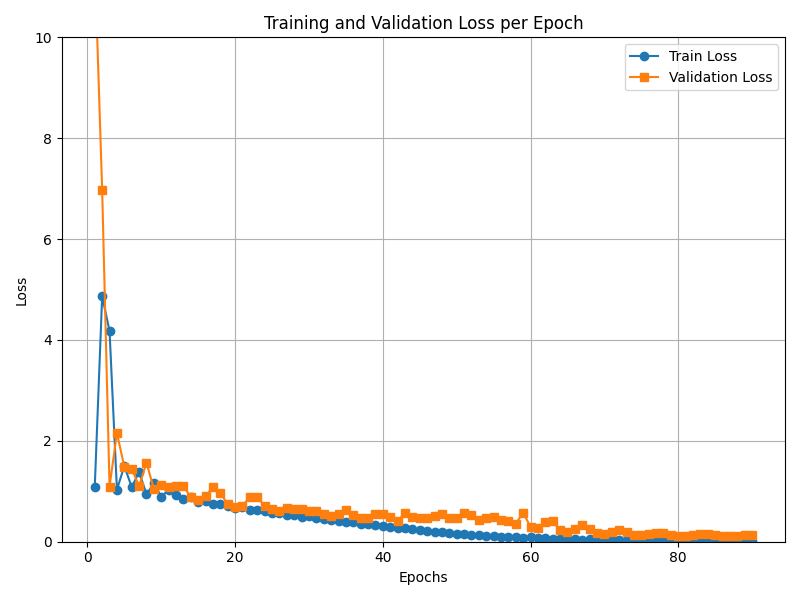 Training and Validation Loss per Epoch
Train Loss
Validation Loss
Loss
10
8
6
4
2
0
0 20 40 60 80
Epochs